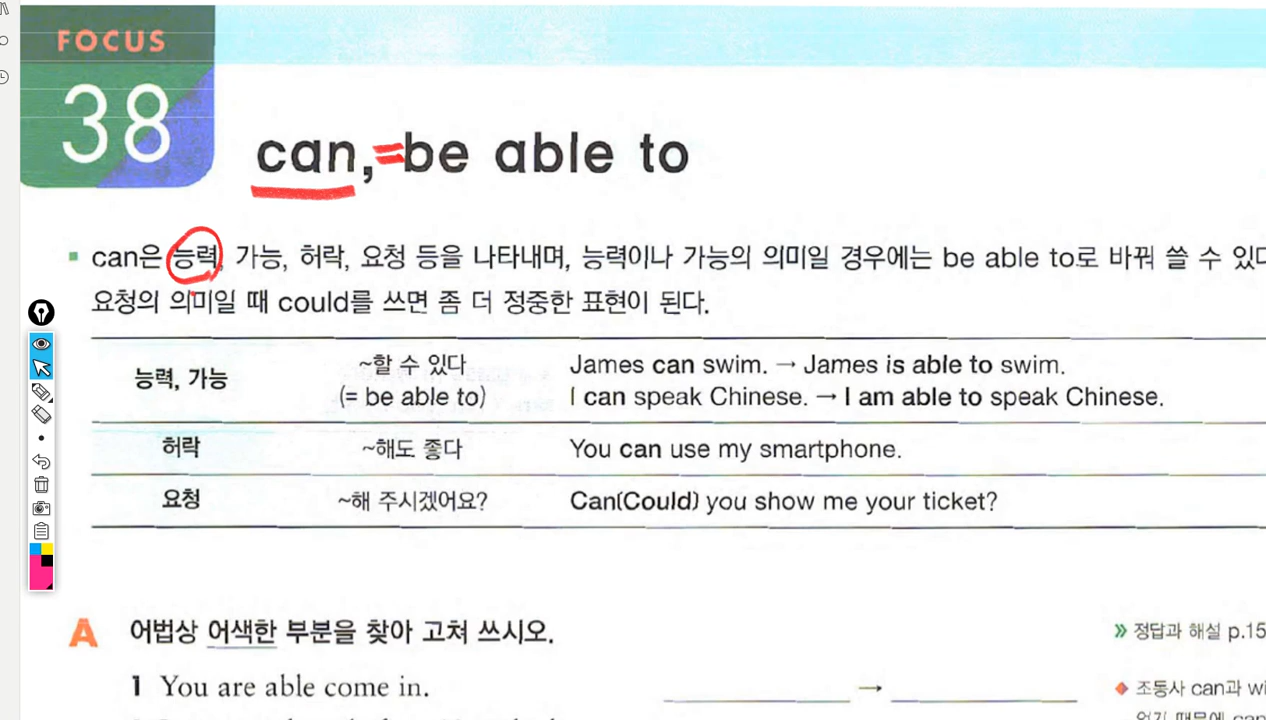 FOCUS
38
can,=be able to
can은 능력, 가능, 허락, 요청 등을 나타내며, 능력이나 가능의 의미일 경우에는 be able to로 바꿔 쓸 수 있
요청의 의미일 때 could를 쓰면 좀 더 정중한 표현이 된다.
능력, 가능
~할 수 있다
(= be able to)
James can swim. → James is able to swim.
I can speak Chinese. → I am able to speak Chinese.
허락
~해도 좋다
You can use my smartphone.
요청
~해 주시겠어요?
Can(Could) you show me your ticket?
A 어법상 어색한 부분을 찾아 고쳐 쓰시오.
» 정답과 해설 p.15
1 You are able come in. →
조동사 can과 wi